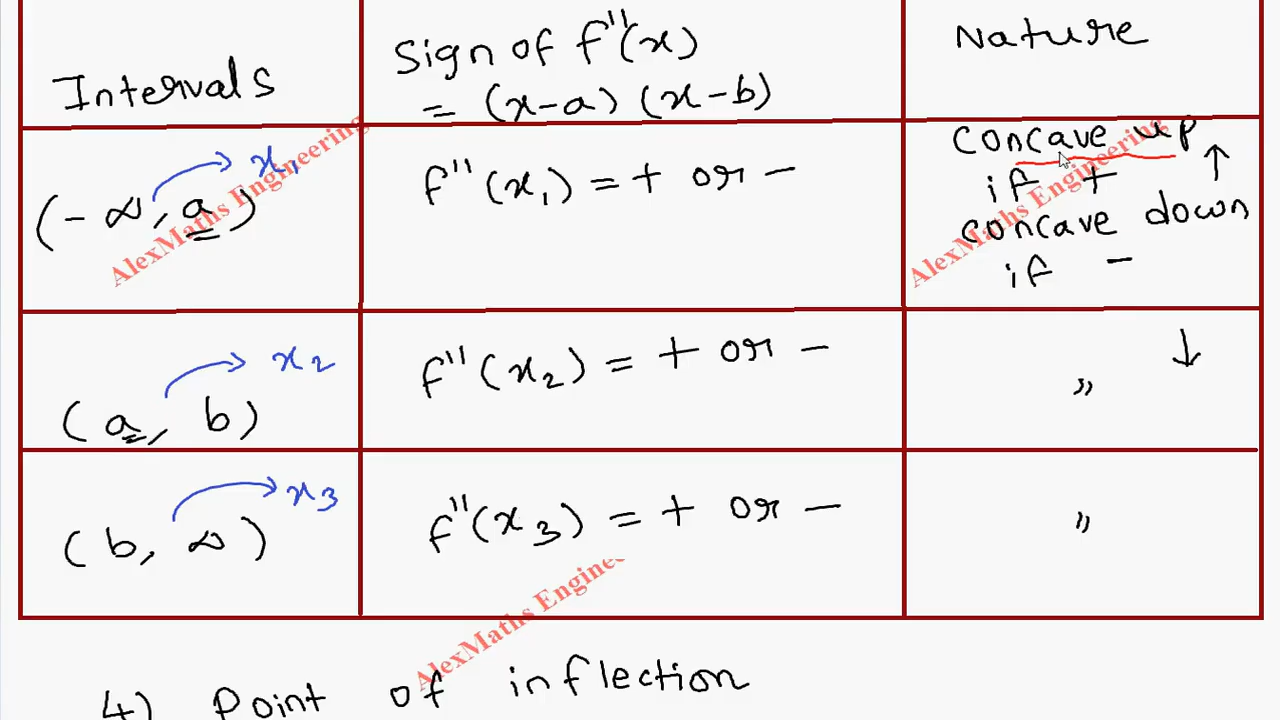 Intervals
Sign of f''(x)
= (x-a) (x-b)
Nature
(-∞, a)
x₁
f''(x₁) = + or -
concave up ↑
if +
concave down
if -
(a, b)
x₂
f''(x₂) = + or -
" ↓
(b, ∞)
x₃
f''(x₃) = + or -
"
4) Point of inflection
AlexMaths Engineering
AlexMaths Engineering
AlexMaths Engineering